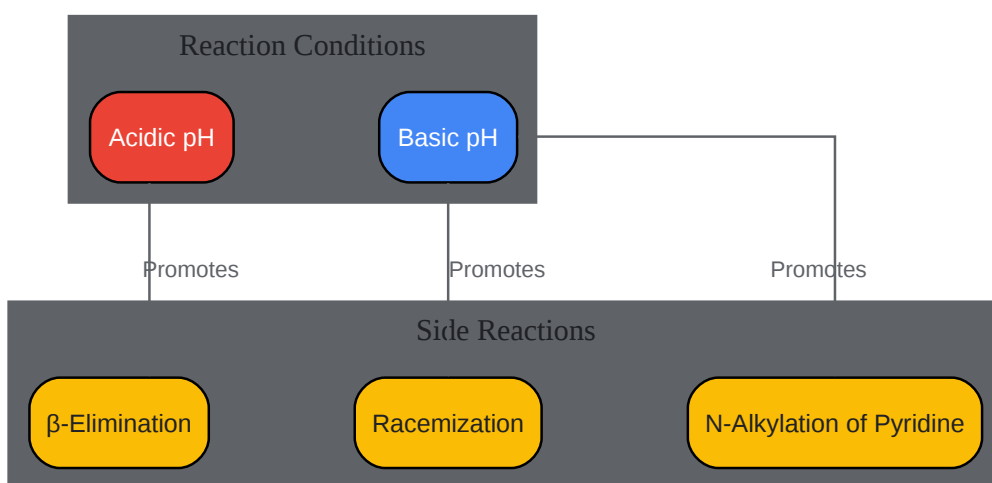 Reaction Conditions
Acidic pH
Basic pH
Promotes
Promotes
Promotes
Side Reactions
β-Elimination
Racemization
N-Alkylation of Pyridine